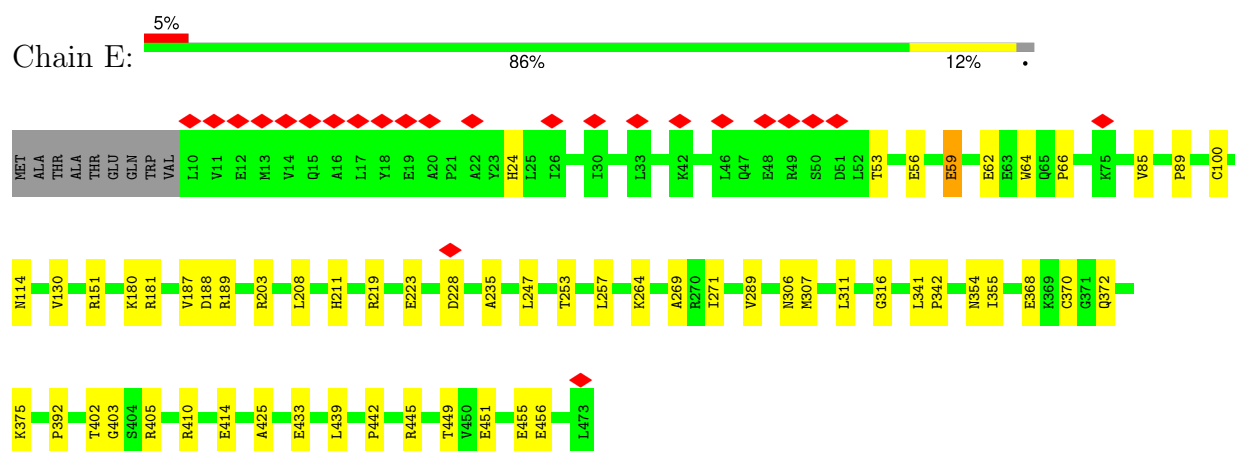 5%
Chain E:
86% 12% •
MET ALA THR ALA THR GLU GLN TRP VAL L10 V11 E12 M13 V14 Q15 A16 L17 Y18 E19 A20 P21 A22 Y23 H24 L25 I26 I30 L33 K42 L46 Q47 E48 R49 S50 D51 L52 T53 E56 E59 E62 E63 W64 Q65 P66 K75 V85 P89 C100
N114 V130 R151 K180 R181 V187 D188 R189 R203 L208 H211 R219 E223 D228 A235 L247 T253 L257 K264 A269 R270 I271 V289 N306 M307 L311 G316 L341 P342 N354 I355 E368 K369 C370 G371 Q372
K375 P392 T402 G403 S404 R405 R410 E414 A425 E433 L439 P442 R445 T449 V450 E451 E455 E456 L473